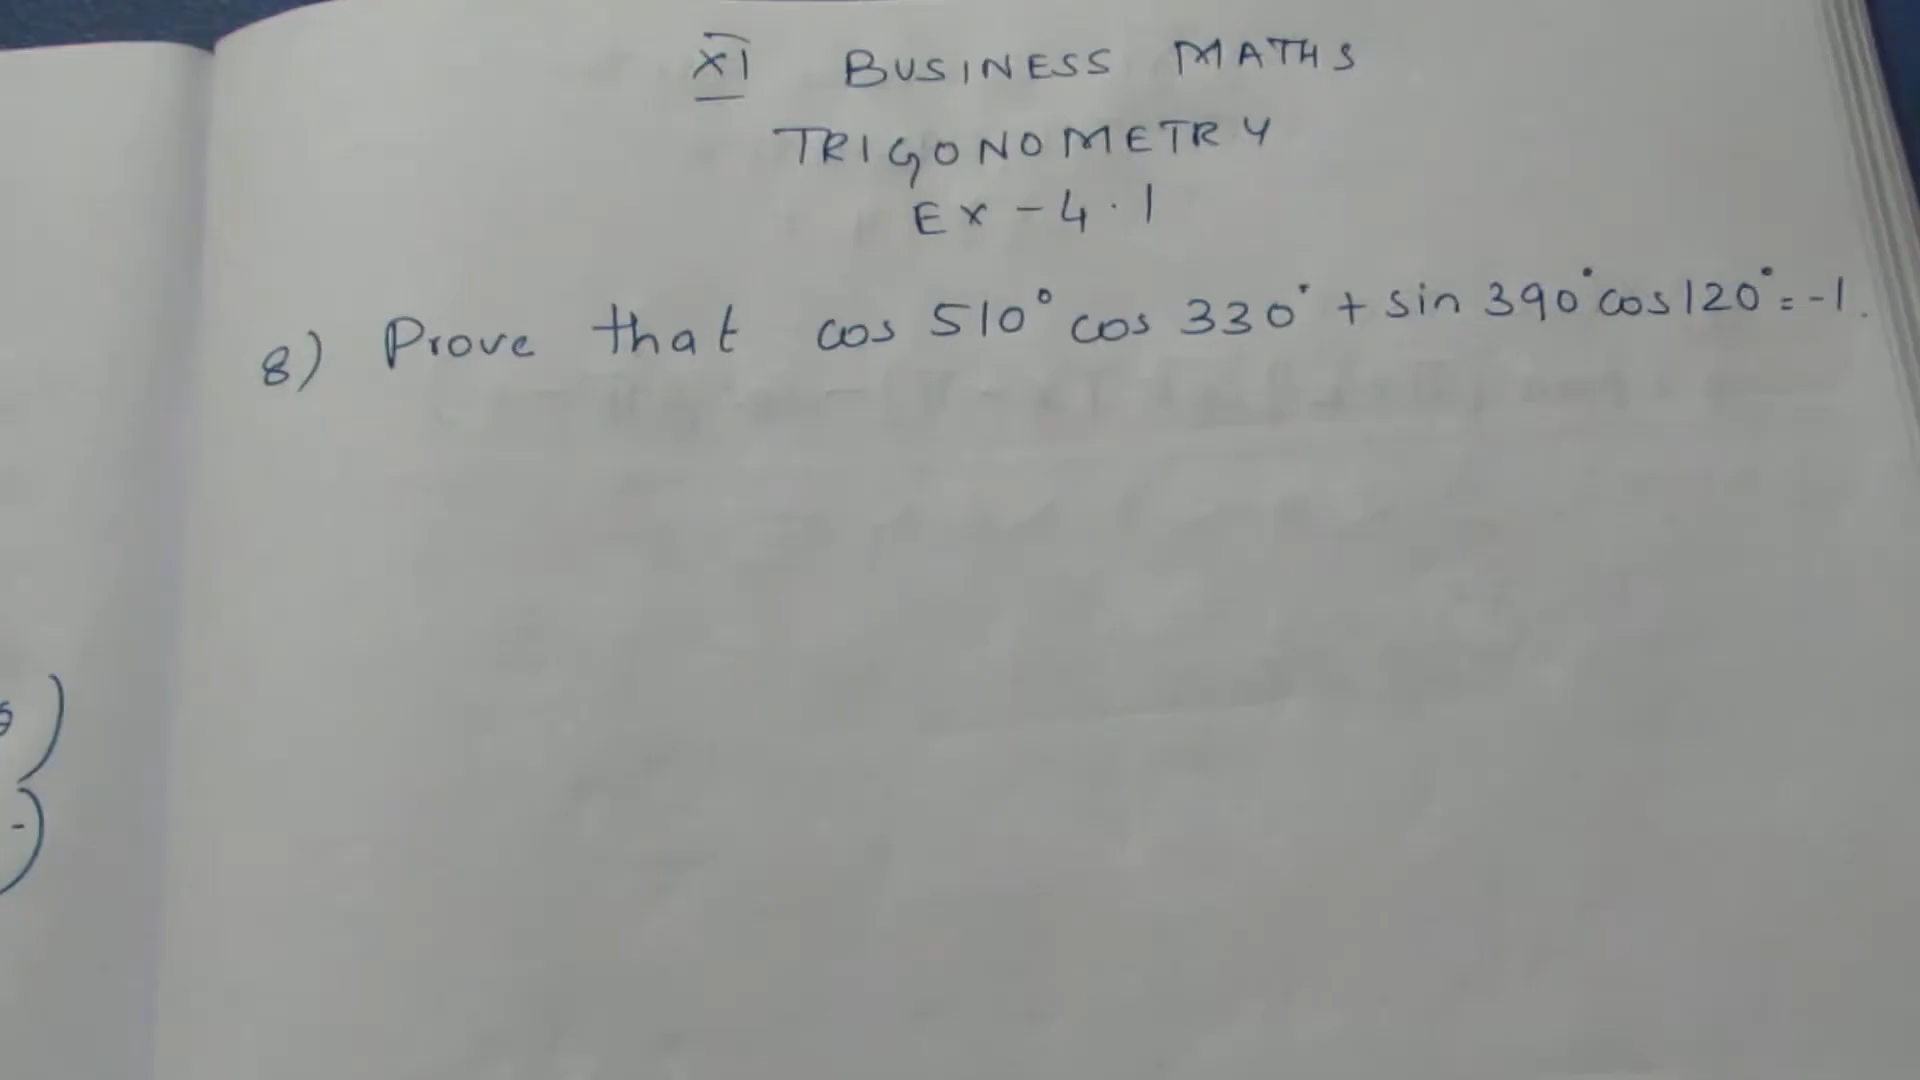 XI BUSINESS MATHS
TRIGONOMETRY
Ex - 4.1
8) Prove that cos 510° cos 330° + sin 390° cos 120° = -1.
)
-)